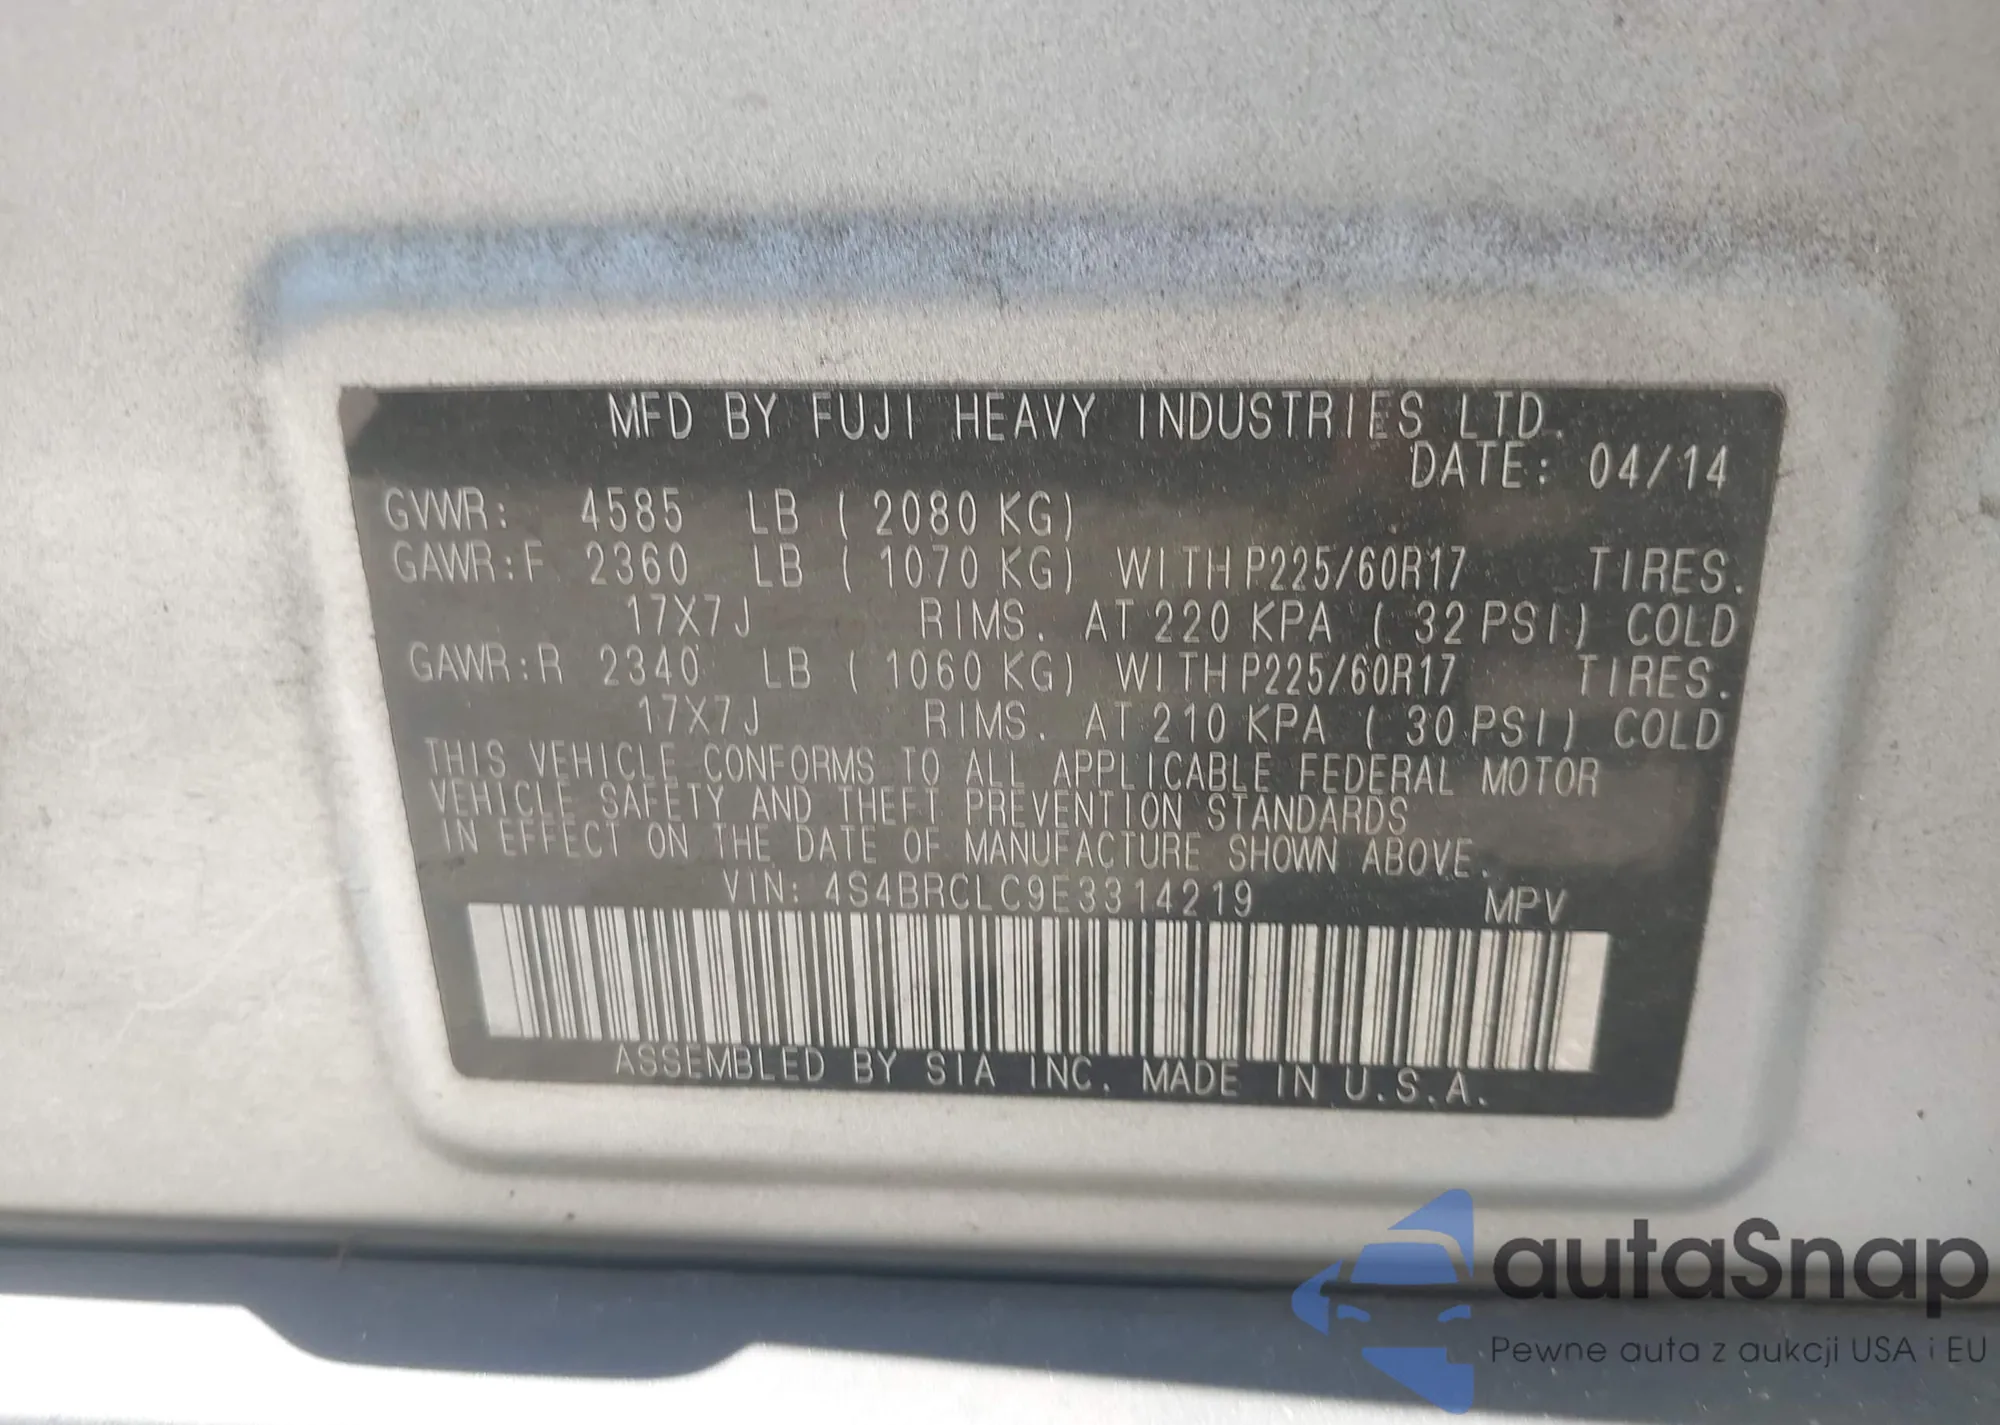 MFD BY FUJI HEAVY INDUSTRIES LTD.
DATE: 04/14
GVWR: 4585 LB ( 2080 KG)
GAWR:F 2360 LB ( 1070 KG) WITH P225/60R17 TIRES.
17X7J RIMS. AT 220 KPA ( 32 PSI) COLD
GAWR:R 2340 LB ( 1060 KG) WITH P225/60R17 TIRES.
17X7J RIMS. AT 210 KPA ( 30 PSI) COLD
THIS VEHICLE CONFORMS TO ALL APPLICABLE FEDERAL MOTOR
VEHICLE SAFETY AND THEFT PREVENTION STANDARDS
IN EFFECT ON THE DATE OF MANUFACTURE SHOWN ABOVE.
VIN: 4S4BRCLC9E3314219 MPV
ASSEMBLED BY SIA INC. MADE IN U.S.A.
autaSnap
Pewne auta z aukcji USA i EU